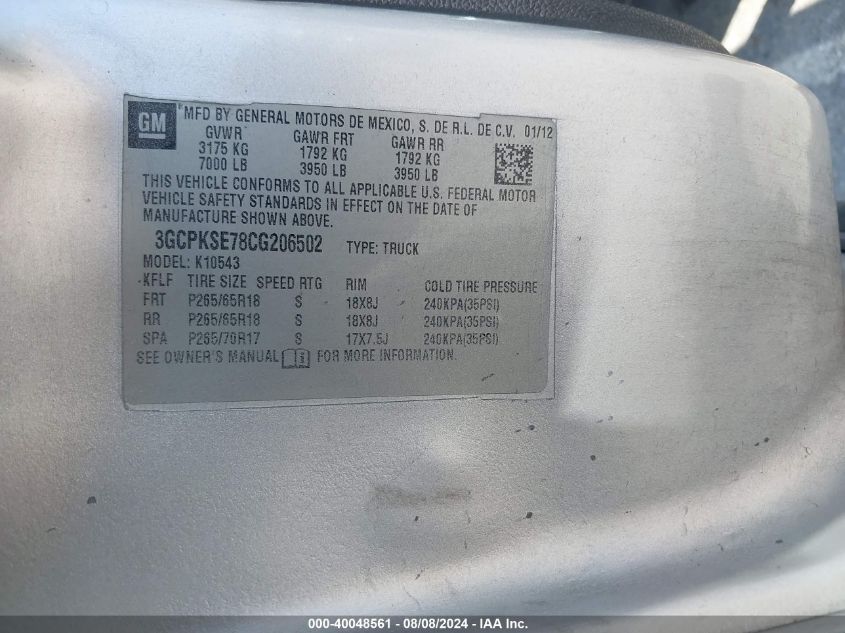 GM
*MFD BY GENERAL MOTORS DE MEXICO, S. DE R.L. DE C.V. 01/12
GVWR GAWR FRT GAWR RR
3175 KG 1792 KG 1792 KG
7000 LB 3950 LB 3950 LB
THIS VEHICLE CONFORMS TO ALL APPLICABLE U.S. FEDERAL MOTOR
VEHICLE SAFETY STANDARDS IN EFFECT ON THE DATE OF
MANUFACTURE SHOWN ABOVE.
3GCPKSE78CG206502 TYPE: TRUCK
MODEL: K10543
KFLF TIRE SIZE SPEED RTG RIM COLD TIRE PRESSURE
FRT P265/65R18 S 18X8J 240KPA(35PSI)
RR P265/65R18 S 18X8J 240KPA(35PSI)
SPA P265/70R17 S 17X7.5J 240KPA(35PSI)
SEE OWNER'S MANUAL FOR MORE INFORMATION.
000-40048561 - 08/08/2024 - IAA Inc.